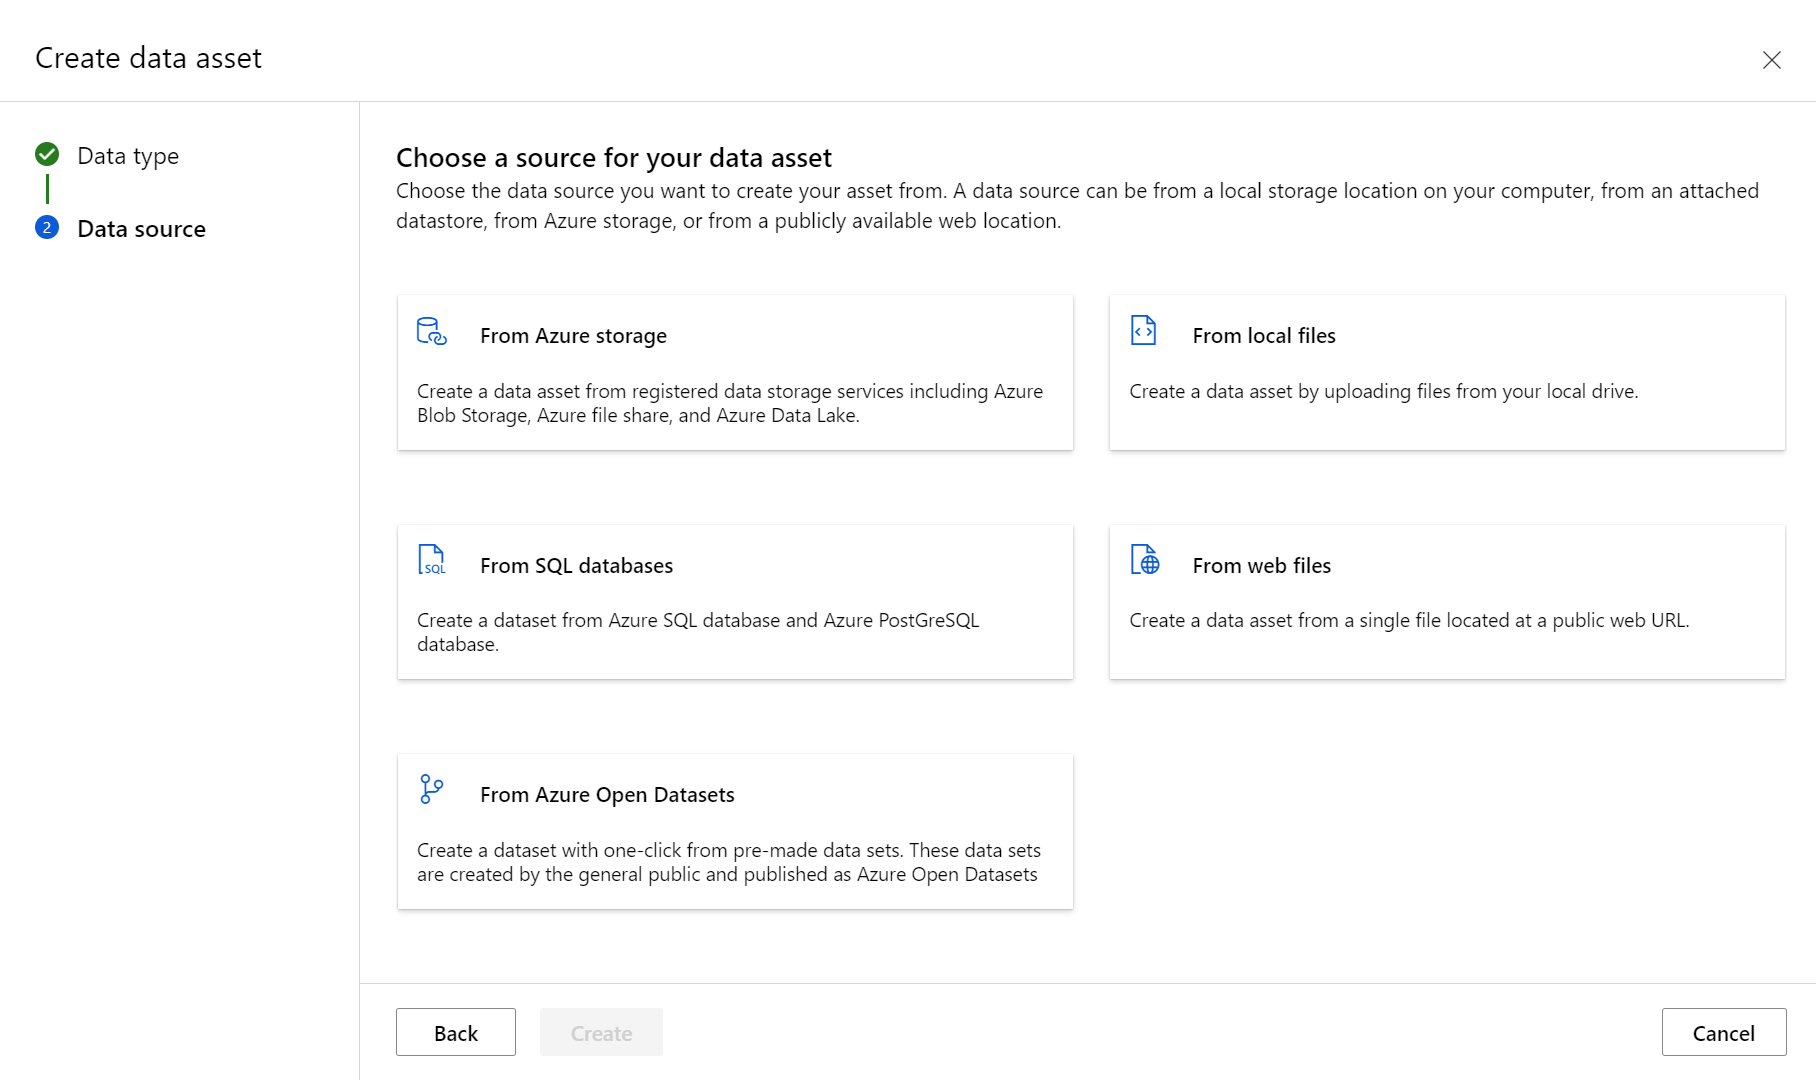 Create data asset
Data type
2
Data source
Choose a source for your data asset
Choose the data source you want to create your asset from. A data source can be from a local storage location on your computer, from an attached
datastore, from Azure storage, or from a publicly available web location.
From Azure storage
Create a data asset from registered data storage services including Azure
Blob Storage, Azure file share, and Azure Data Lake.
From local files
Create a data asset by uploading files from your local drive.
SQL
From SQL databases
Create a dataset from Azure SQL database and Azure PostGreSQL
database.
From web files
Create a data asset from a single file located at a public web URL.
From Azure Open Datasets
Create a dataset with one-click from pre-made data sets. These data sets
are created by the general public and published as Azure Open Datasets
Back
Create
Cancel